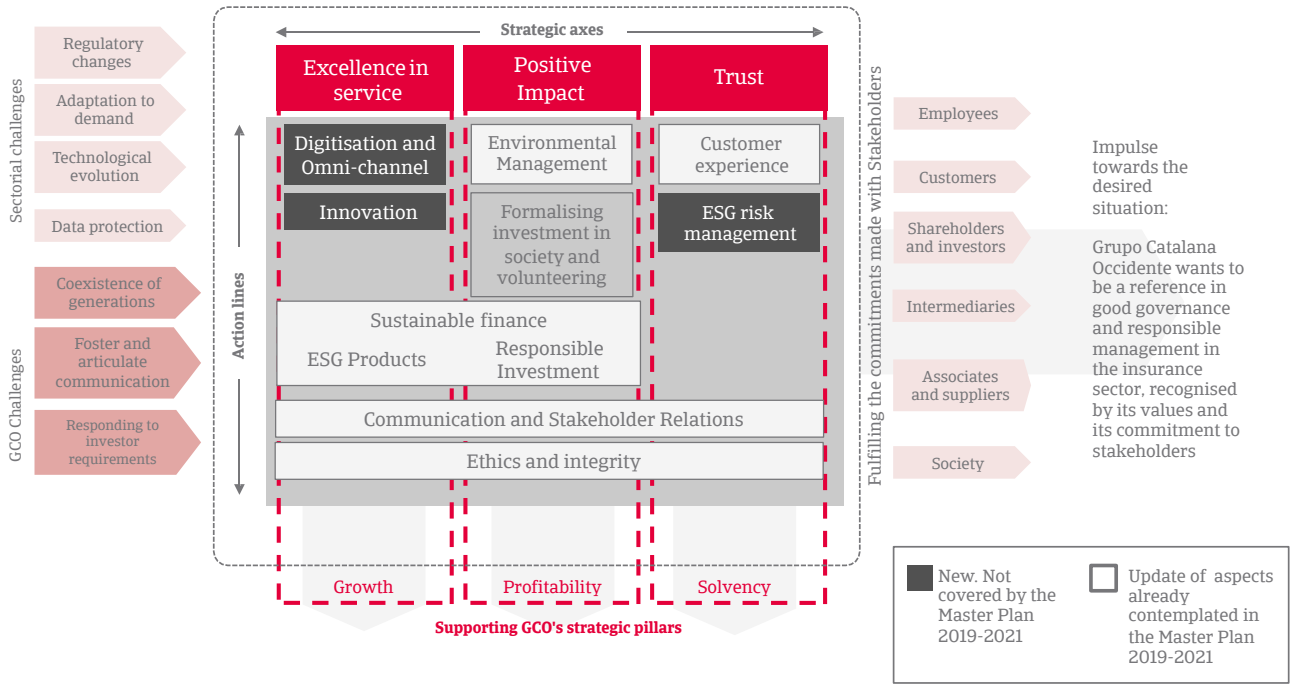 Sectorial challenges
Regulatory
changes
Adaptation to
demand
Technological
evolution
Data protection
GCO Challenges
Coexistence of
generations
Foster and
articulate
communication
Responding to
investor
requirements
Strategic axes
Excellence in
service
Positive
Impact
Trust
Action lines
Digitisation and
Omni-channel
Environmental
Management
Customer
experience
Innovation
Formalising
investment in
society and
volunteering
ESG risk
management
Sustainable finance
ESG Products
Responsible
Investment
Communication and Stakeholder Relations
Ethics and integrity
Growth
Profitability
Solvency
Supporting GCO's strategic pillars
Fulfilling the commitments made with Stakeholders
Employees
Customers
Shareholders
and investors
Intermediaries
Associates
and suppliers
Society
Impulse
towards the
desired
situation:
Grupo Catalana
Occidente wants to
be a reference in
good governance
and responsible
management in
the insurance
sector, recognised
by its values and
its commitment to
stakeholders
New. Not
covered by the
Master Plan
2019-2021
Update of aspects
already
contemplated in
the Master Plan
2019-2021